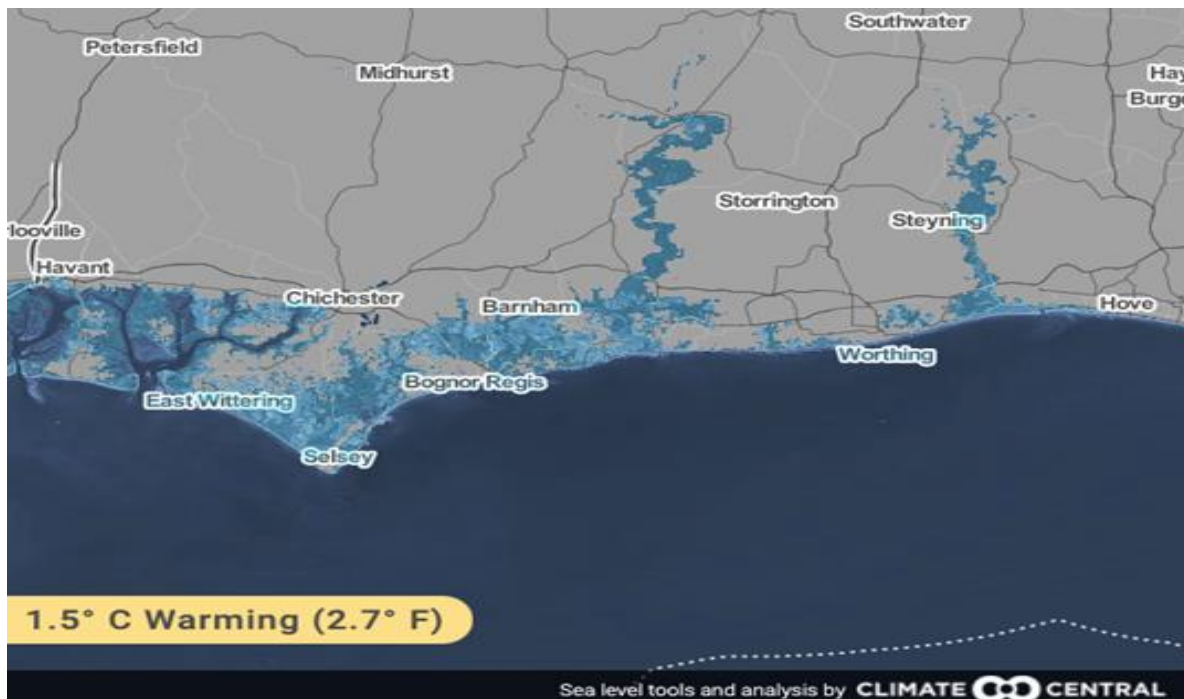 Southwater
Petersfield
Midhurst
Hay
Burge
Storrington
Steyning
rlooville
Havant
Chichester
Barnham
Hove
Worthing
Bognor Regis
East Wittering
Selsey
1.5° C Warming (2.7° F)
Sea level tools and analysis by CLIMATE CENTRAL